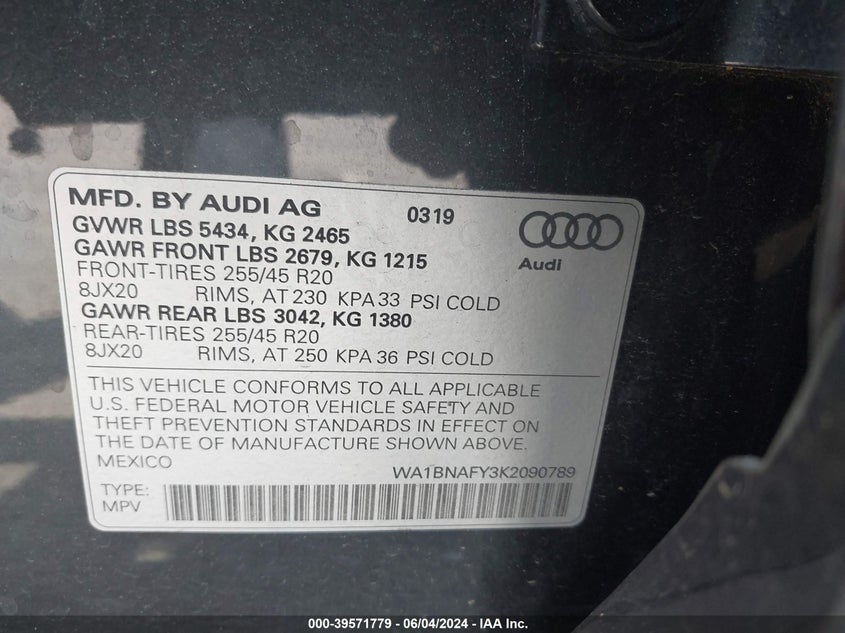 MFD. BY AUDI AG 0319
GVWR LBS 5434, KG 2465
GAWR FRONT LBS 2679, KG 1215
FRONT-TIRES 255/45 R20
8JX20 RIMS, AT 230 KPA 33 PSI COLD
GAWR REAR LBS 3042, KG 1380
REAR-TIRES 255/45 R20
8JX20 RIMS, AT 250 KPA 36 PSI COLD
Audi
THIS VEHICLE CONFORMS TO ALL APPLICABLE
U.S. FEDERAL MOTOR VEHICLE SAFETY AND
THEFT PREVENTION STANDARDS IN EFFECT ON
THE DATE OF MANUFACTURE SHOWN ABOVE.
MEXICO
WA1BNAFY3K2090789
TYPE:
MPV
000-39571779 - 06/04/2024 - IAA Inc.